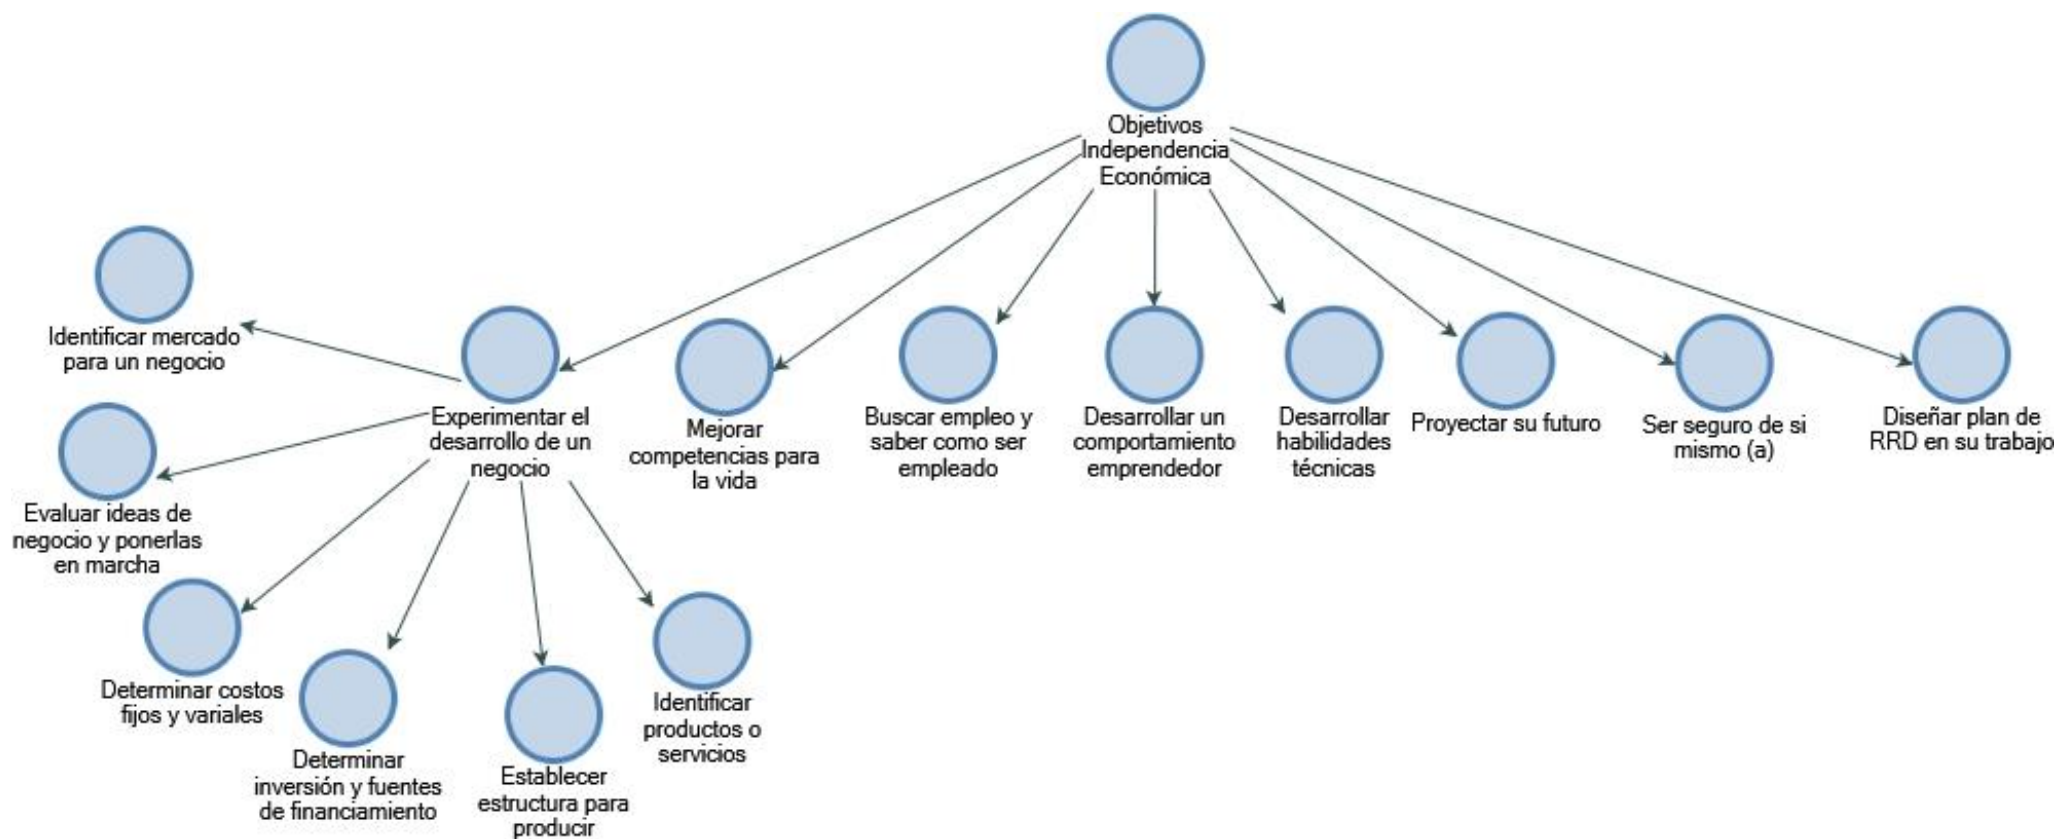 Objetivos
Independencia
Económica
Identificar mercado
para un negocio
Experimentar el
desarrollo de un
negocio
Mejorar
competencias para
la vida
Buscar empleo y
saber como ser
empleado
Desarrollar un
comportamiento
emprendedor
Desarrollar
habilidades
técnicas
Proyectar su futuro
Ser seguro de si
mismo (a)
Diseñar plan de
RRD en su trabajo
Evaluar ideas de
negocio y ponerlas
en marcha
Determinar costos
fijos y variales
Determinar
inversión y fuentes
de financiamiento
Establecer
estructura para
producir
Identificar
productos o
servicios